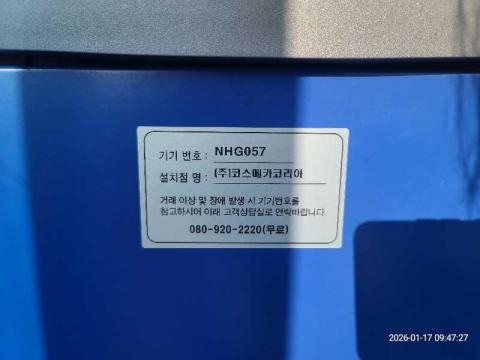 기기 번호 : NHG057
설치점 명 : (주)코스메카코리아
거래 이상 및 장애 발생 시 기기번호를
참고하시어 아래 고객상담실로 연락바랍니다.
080-920-2220(무료)
2026-01-17 09:47:27